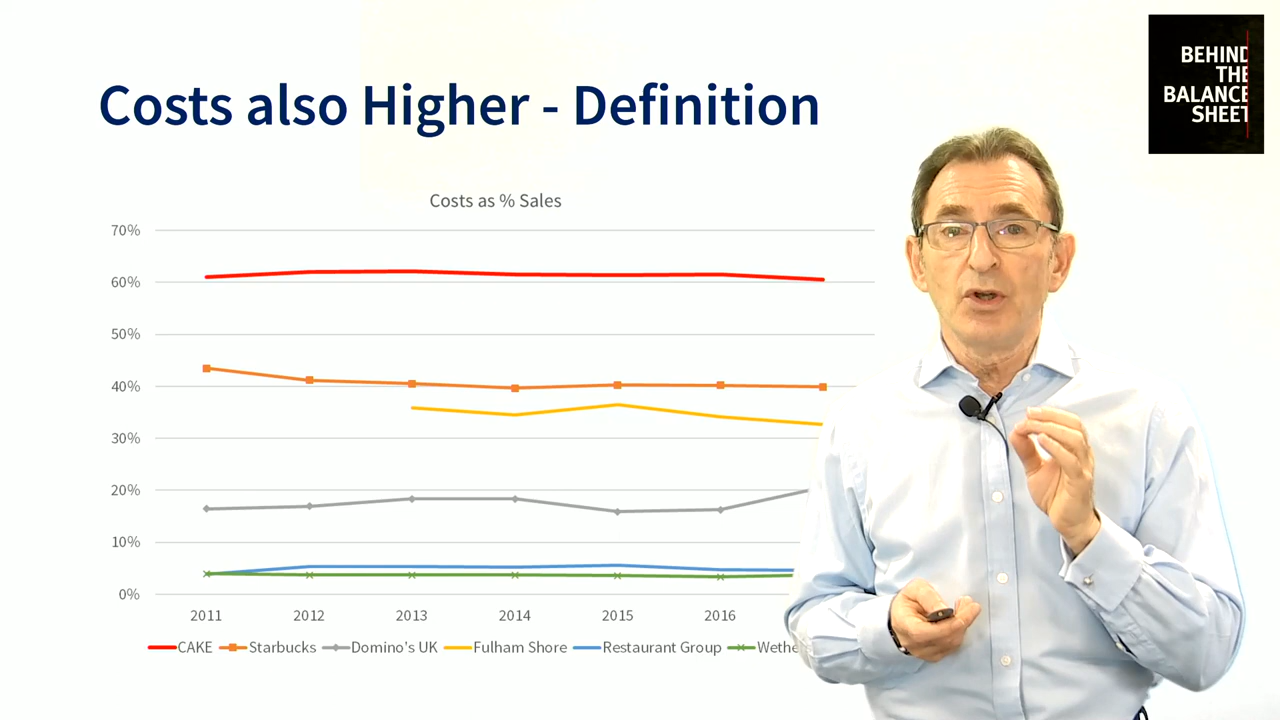 BEHIND
THE
BALANCE
SHEET
Costs also Higher - Definition
Costs as % Sales
70%
60%
50%
40%
30%
20%
10%
0%
2011 2012 2013 2014 2015 2016
CAKE Starbucks Domino's UK Fulham Shore Restaurant Group